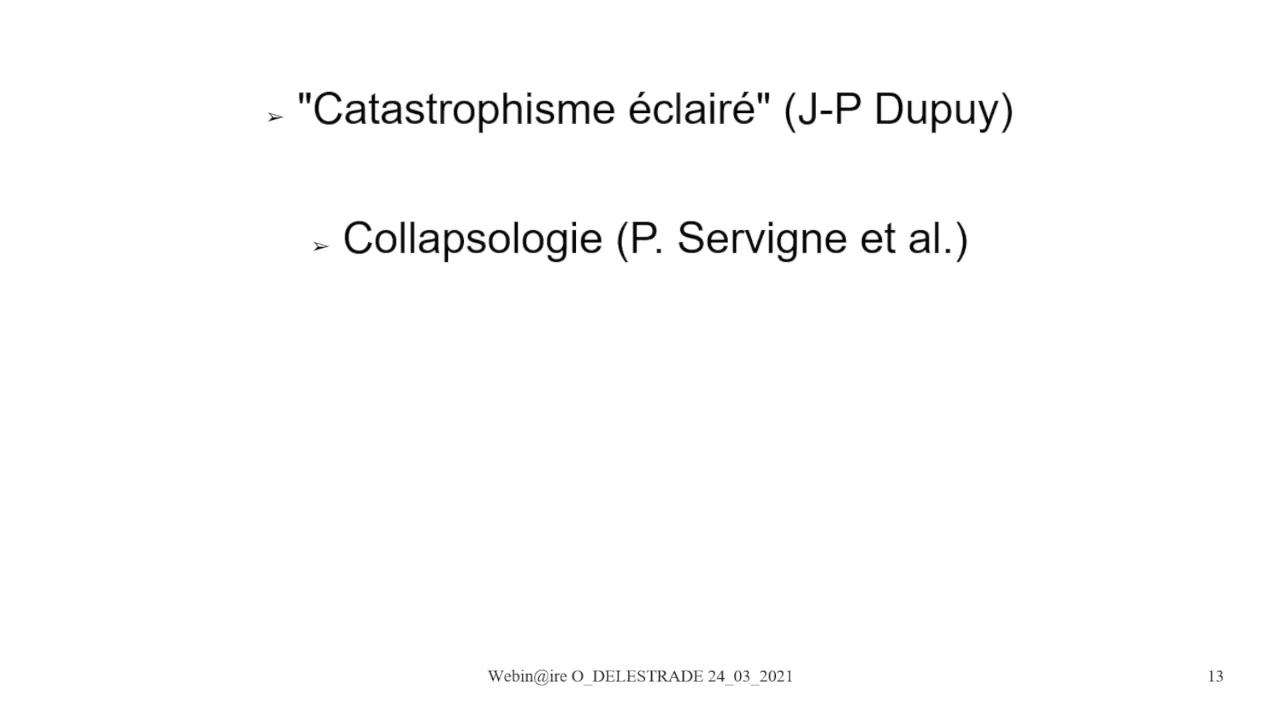 ➢ "Catastrophisme éclairé" (J-P Dupuy)
➢ Collapsologie (P. Servigne et al.)
Webin@ire O_DELESTRADE 24_03_2021
13